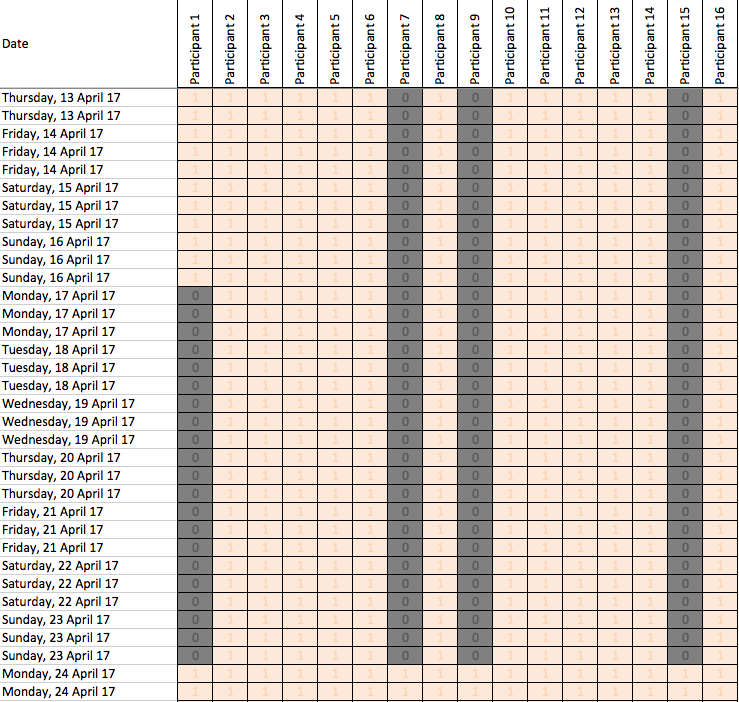 Date Participant 1 Participant 2 Participant 3 Participant 4 Participant 5 Participant 6 Participant 7 Participant 8 Participant 9 Participant 10 Participant 11 Participant 12 Participant 13 Participant 14 Participant 15 Participant 16
Thursday, 13 April 17 1 1 1 1 1 1 0 1 0 1 1 1 1 1 0 1
Thursday, 13 April 17 1 1 1 1 1 1 0 1 0 1 1 1 1 1 0 1
Friday, 14 April 17 1 1 1 1 1 1 0 1 0 1 1 1 1 1 0 1
Friday, 14 April 17 1 1 1 1 1 1 0 1 0 1 1 1 1 1 0 1
Friday, 14 April 17 1 1 1 1 1 1 0 1 0 1 1 1 1 1 0 1
Saturday, 15 April 17 1 1 1 1 1 1 0 1 0 1 1 1 1 1 0 1
Saturday, 15 April 17 1 1 1 1 1 1 0 1 0 1 1 1 1 1 0 1
Saturday, 15 April 17 1 1 1 1 1 1 0 1 0 1 1 1 1 1 0 1
Sunday, 16 April 17 1 1 1 1 1 1 0 1 0 1 1 1 1 1 0 1
Sunday, 16 April 17 1 1 1 1 1 1 0 1 0 1 1 1 1 1 0 1
Sunday, 16 April 17 1 1 1 1 1 1 0 1 0 1 1 1 1 1 0 1
Monday, 17 April 17 0 1 1 1 1 1 0 1 0 1 1 1 1 1 0 1
Monday, 17 April 17 0 1 1 1 1 1 0 1 0 1 1 1 1 1 0 1
Monday, 17 April 17 0 1 1 1 1 1 0 1 0 1 1 1 1 1 0 1
Tuesday, 18 April 17 0 1 1 1 1 1 0 1 0 1 1 1 1 1 0 1
Tuesday, 18 April 17 0 1 1 1 1 1 0 1 0 1 1 1 1 1 0 1
Tuesday, 18 April 17 0 1 1 1 1 1 0 1 0 1 1 1 1 1 0 1
Wednesday, 19 April 17 0 1 1 1 1 1 0 1 0 1 1 1 1 1 0 1
Wednesday, 19 April 17 0 1 1 1 1 1 0 1 0 1 1 1 1 1 0 1
Wednesday, 19 April 17 0 1 1 1 1 1 0 1 0 1 1 1 1 1 0 1
Thursday, 20 April 17 0 1 1 1 1 1 0 1 0 1 1 1 1 1 0 1
Thursday, 20 April 17 0 1 1 1 1 1 0 1 0 1 1 1 1 1 0 1
Thursday, 20 April 17 0 1 1 1 1 1 0 1 0 1 1 1 1 1 0 1
Friday, 21 April 17 0 1 1 1 1 1 0 1 0 1 1 1 1 1 0 1
Friday, 21 April 17 0 1 1 1 1 1 0 1 0 1 1 1 1 1 0 1
Friday, 21 April 17 0 1 1 1 1 1 0 1 0 1 1 1 1 1 0 1
Saturday, 22 April 17 0 1 1 1 1 1 0 1 0 1 1 1 1 1 0 1
Saturday, 22 April 17 0 1 1 1 1 1 0 1 0 1 1 1 1 1 0 1
Saturday, 22 April 17 0 1 1 1 1 1 0 1 0 1 1 1 1 1 0 1
Sunday, 23 April 17 0 1 1 1 1 1 0 1 0 1 1 1 1 1 0 1
Sunday, 23 April 17 0 1 1 1 1 1 0 1 0 1 1 1 1 1 0 1
Sunday, 23 April 17 0 1 1 1 1 1 0 1 0 1 1 1 1 1 0 1
Monday, 24 April 17 1 1 1 1 1 1 1 1 1 1 1 1 1 1 1 1
Monday, 24 April 17 1 1 1 1 1 1 1 1 1 1 1 1 1 1 1 1